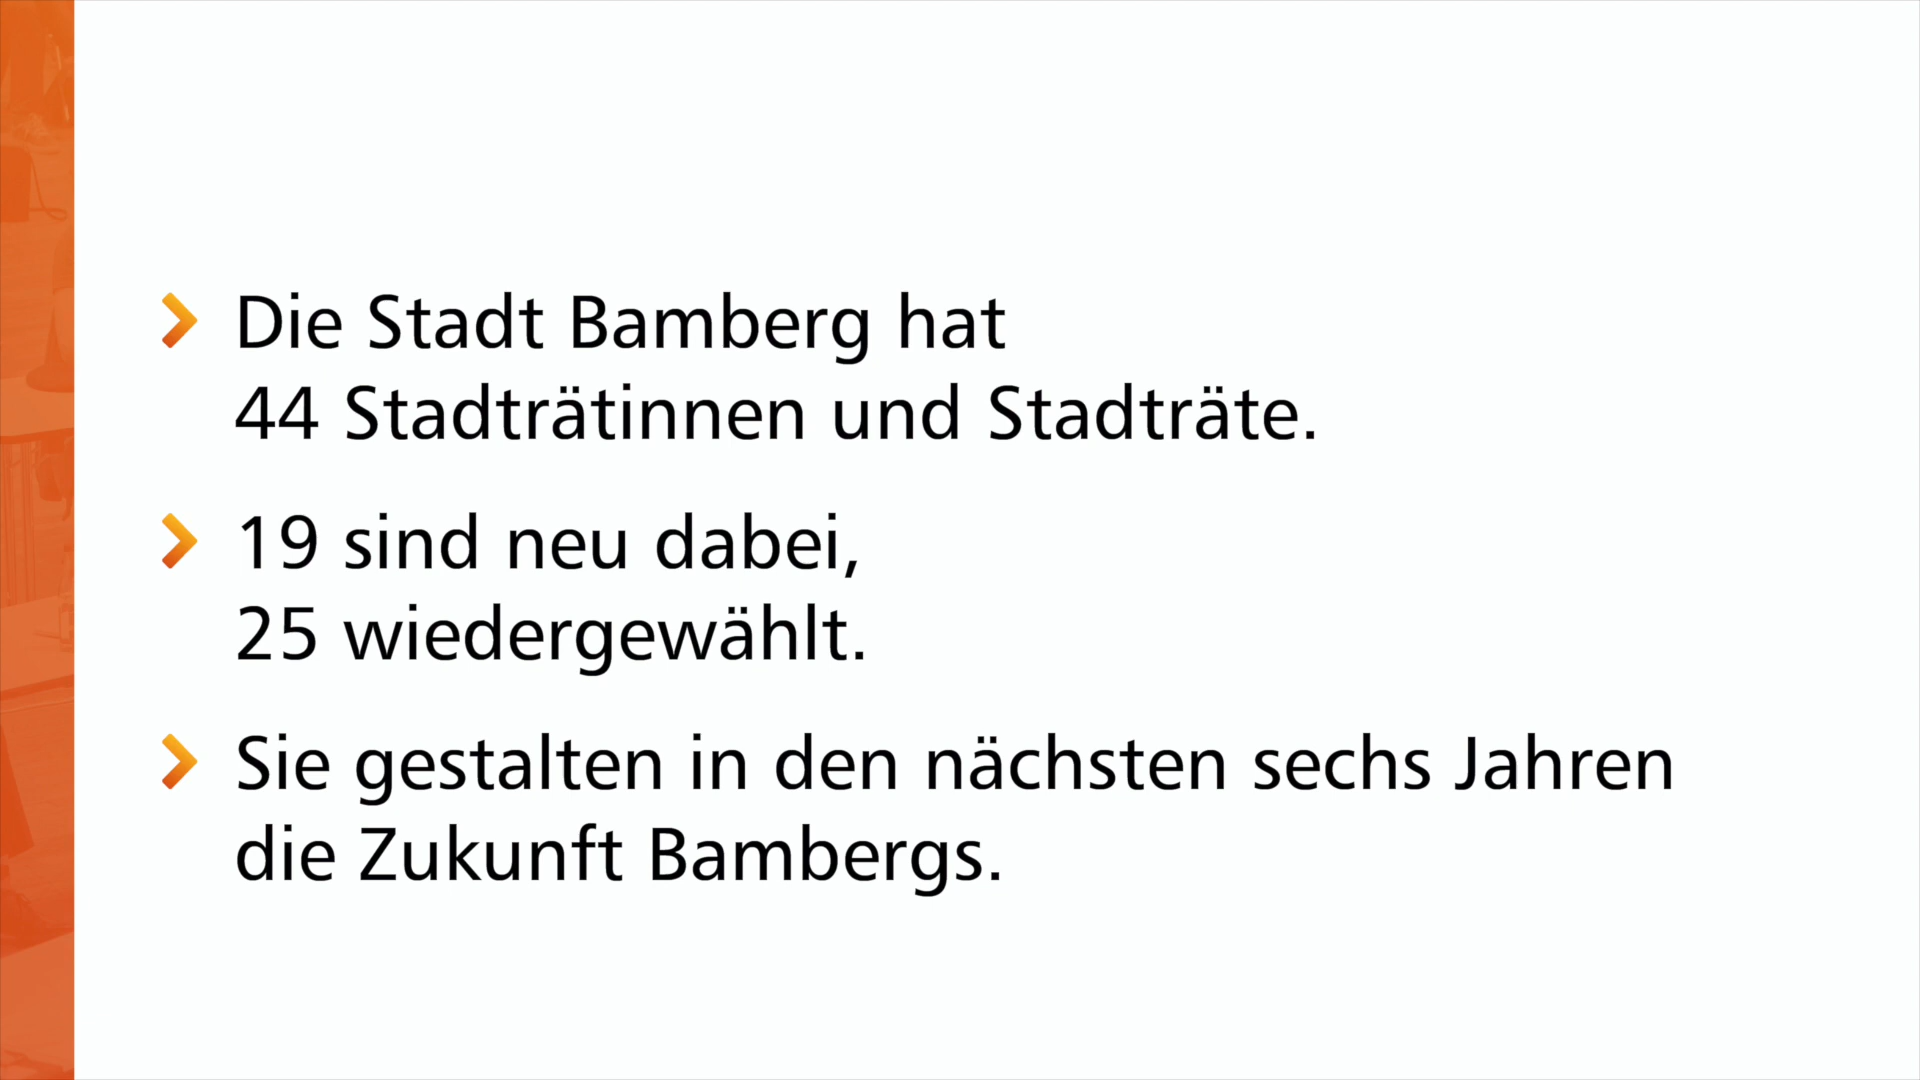 Die Stadt Bamberg hat
44 Stadträtinnen und Stadträte.
19 sind neu dabei,
25 wiedergewählt.
Sie gestalten in den nächsten sechs Jahren
die Zukunft Bambergs.